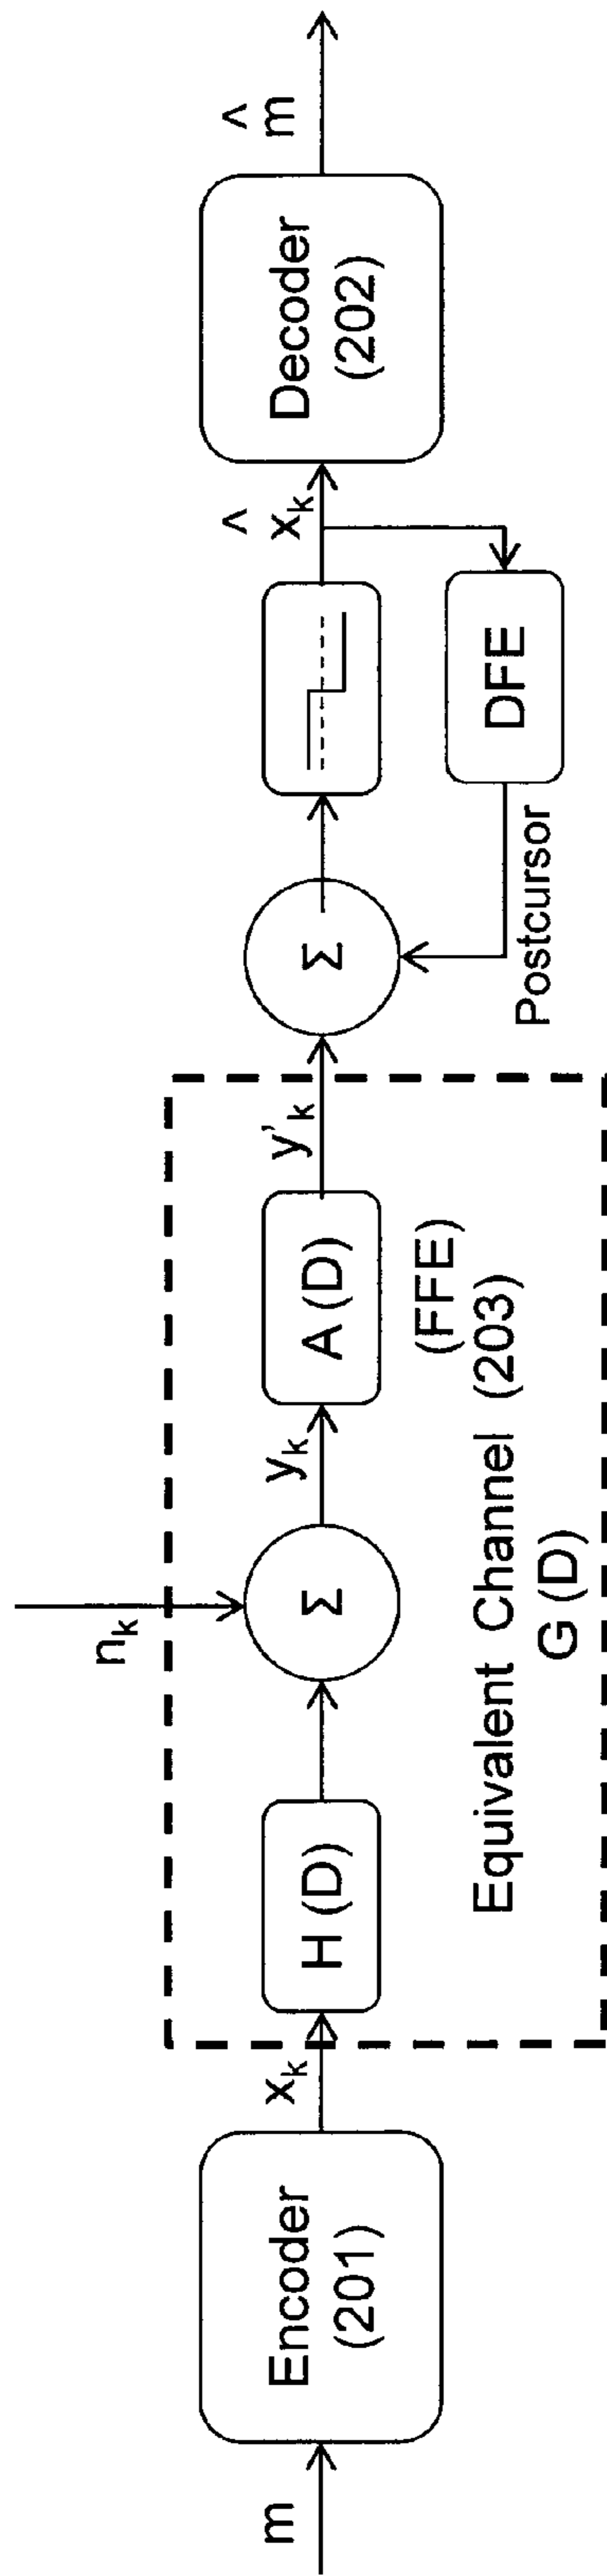 m
Encoder
(201)
x_k
H (D)
n_k
Σ
y_k
A (D)
(FFE)
y'_k
Equivalent Channel (203)
G (D)
Σ
Postcursor
DFE
^
x_k
Decoder
(202)
^
m